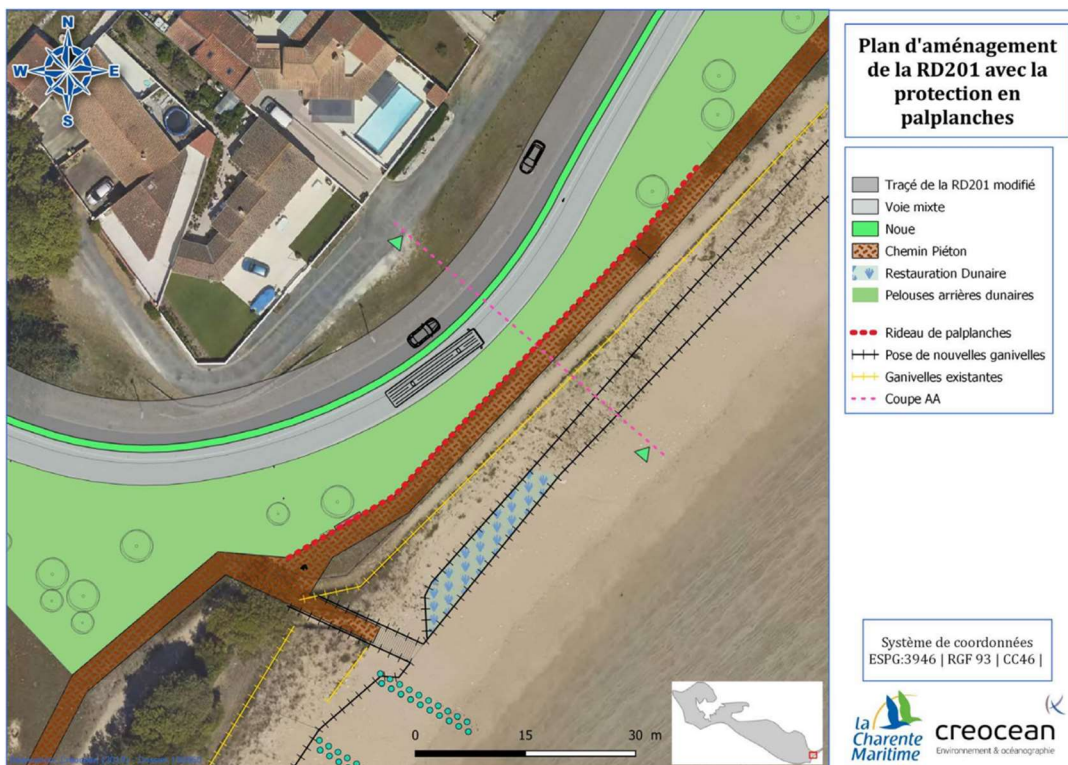 N
W E
S
Plan d'aménagement
de la RD201 avec la
protection en
palplanches
Traçé de la RD201 modifié
Voie mixte
Noue
Chemin Piéton
Restauration Dunaire
Pelouses arrières dunaires
Rideau de palplanches
Pose de nouvelles ganivelles
Ganivelles existantes
Coupe AA
Système de coordonnées
ESPG:3946 | RGF 93 | CC46 |
0 15 30 m
La
Charente
Maritime
creocean
Environnement & océanographie